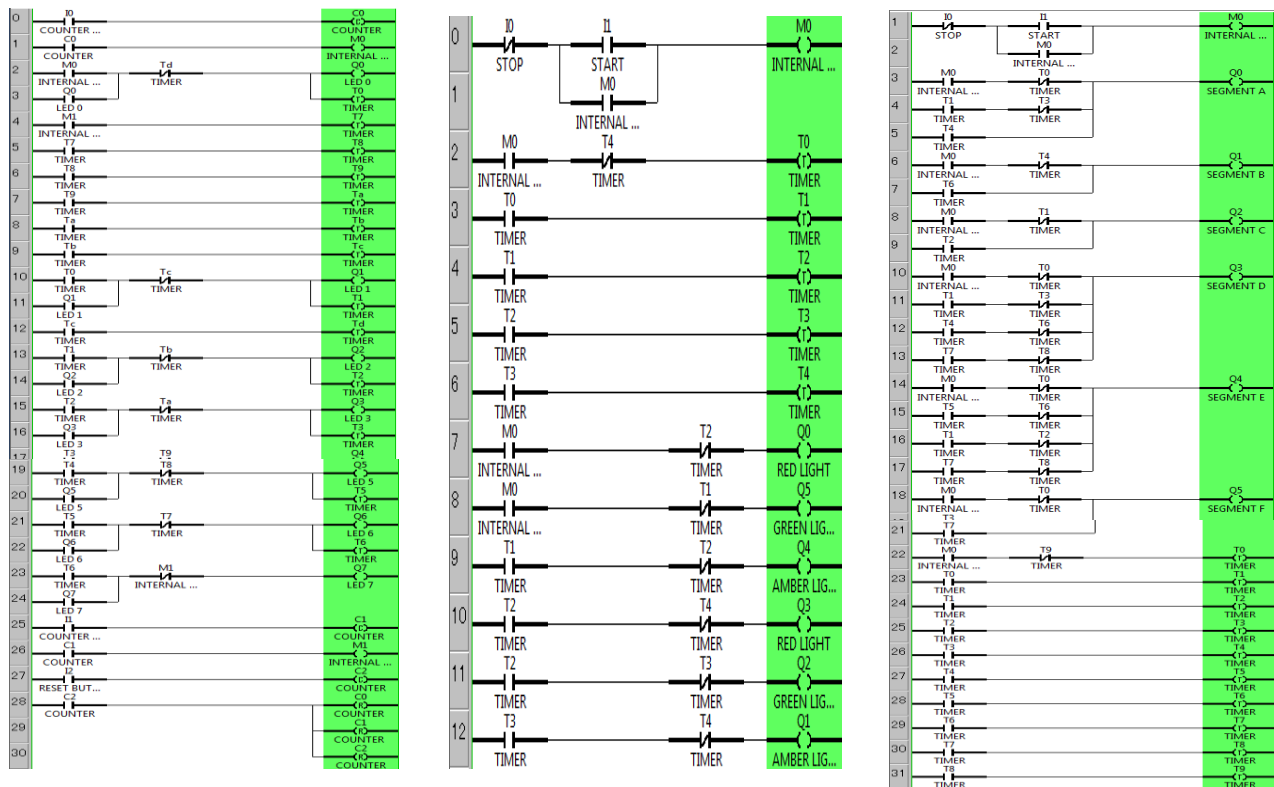 I0 C0
0
COUNTER ... COUNTER
C0 M0
1
COUNTER INTERNAL ...
M0 Td Q0
2
INTERNAL ... TIMER LED 0
Q0 T0
3
LED 0 TIMER
M1 T7
4
INTERNAL ... TIMER
T7 T8
5
TIMER TIMER
T8 T9
6
TIMER TIMER
T9 Ta
7
TIMER TIMER
Ta Tb
8
TIMER TIMER
Tb Tc
9
TIMER TIMER
T0 Tc Q1
10
TIMER TIMER LED 1
Q1 T1
11
LED 1 TIMER
Tc Td
12
TIMER TIMER
T1 Tb Q2
13
TIMER TIMER LED 2
Q2 T2
14
LED 2 TIMER
T2 Ta Q3
15
TIMER TIMER LED 3
Q3 T3
16
LED 3 TIMER
T3 T9 Q4
17
T4 T8 Q5
19
TIMER TIMER LED 5
Q5 T5
20
LED 5 TIMER
T5 T7 Q6
21
TIMER TIMER LED 6
Q6 T6
22
LED 6 TIMER
T6 M1 Q7
23
TIMER INTERNAL ... LED 7
Q7
24
LED 7
I1 C1
25
COUNTER ... COUNTER
C1 M1
26
COUNTER INTERNAL ...
I2 C2
27
RESET BUT... COUNTER
C2 C0
28
COUNTER COUNTER
C1
29
COUNTER
C2
30
COUNTER
I0 I1 M0
0
STOP START INTERNAL ...
M0
1
INTERNAL ...
M0 T4 T0
2
INTERNAL ... TIMER TIMER
T0 T1
3
TIMER TIMER
T1 T2
4
TIMER TIMER
T2 T3
5
TIMER TIMER
T3 T4
6
TIMER TIMER
M0 T2 Q0
7
INTERNAL ... TIMER RED LIGHT
M0 T1 Q5
8
INTERNAL ... TIMER GREEN LIG...
T1 T2 Q4
9
TIMER TIMER AMBER LIG...
T2 T4 Q3
10
TIMER TIMER RED LIGHT
T2 T3 Q2
11
TIMER TIMER GREEN LIG...
T3 T4 Q1
12
TIMER TIMER AMBER LIG...
I0 I1 M0
1
STOP START INTERNAL ...
M0
2
INTERNAL ...
M0 T0 Q0
3
INTERNAL ... TIMER SEGMENT A
T1 T3
4
TIMER TIMER
T4
5
TIMER
M0 T4 Q1
6
INTERNAL ... TIMER SEGMENT B
T6
7
TIMER
M0 T1 Q2
8
INTERNAL ... TIMER SEGMENT C
T2
9
TIMER
M0 T0 Q3
10
INTERNAL ... TIMER SEGMENT D
T1 T3
11
TIMER TIMER
T4 T6
12
TIMER TIMER
T7 T8
13
TIMER TIMER
M0 T0 Q4
14
INTERNAL ... TIMER SEGMENT E
T5 T6
15
TIMER TIMER
T1 T2
16
TIMER TIMER
T7 T8
17
TIMER TIMER
M0 T0 Q5
18
INTERNAL ... TIMER SEGMENT F
T3
T7
21
TIMER
M0 T9 T0
22
INTERNAL ... TIMER TIMER
T0 T1
23
TIMER TIMER
T1 T2
24
TIMER TIMER
T2 T3
25
TIMER TIMER
T3 T4
26
TIMER TIMER
T4 T5
27
TIMER TIMER
T5 T6
28
TIMER TIMER
T6 T7
29
TIMER TIMER
T7 T8
30
TIMER TIMER
T8 T9
31
TIMER TIMER